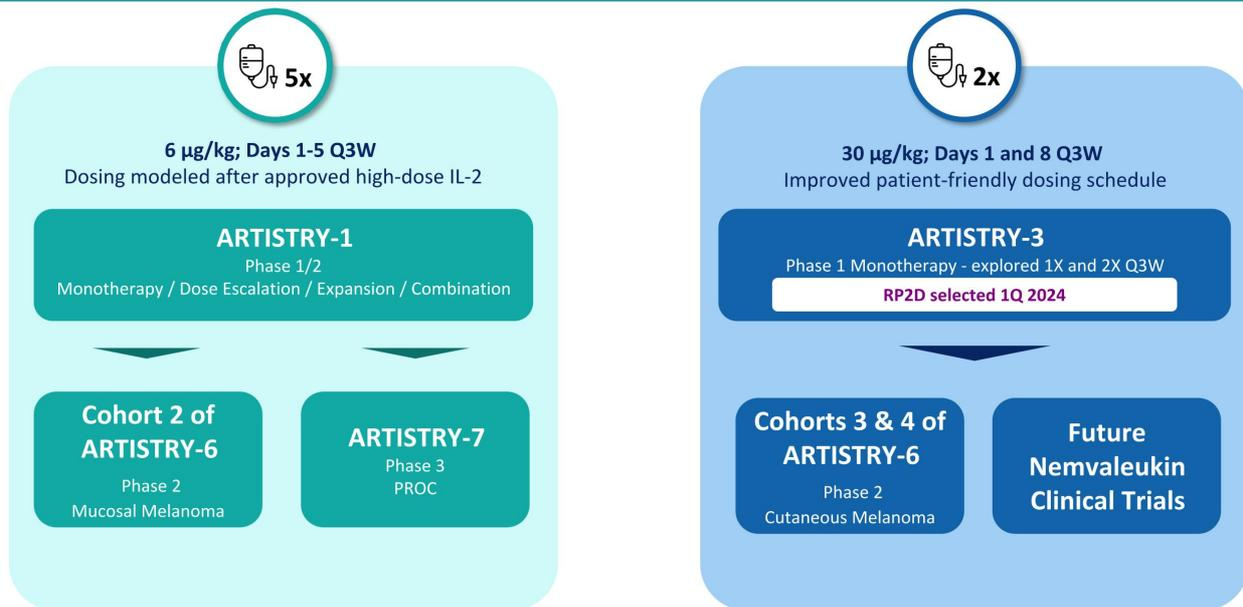 5x
6 µg/kg; Days 1-5 Q3W
Dosing modeled after approved high-dose IL-2
ARTISTRY-1
Phase 1/2
Monotherapy / Dose Escalation / Expansion / Combination
Cohort 2 of
ARTISTRY-6
Phase 2
Mucosal Melanoma
ARTISTRY-7
Phase 3
PROC
2x
30 µg/kg; Days 1 and 8 Q3W
Improved patient-friendly dosing schedule
ARTISTRY-3
Phase 1 Monotherapy - explored 1X and 2X Q3W
RP2D selected 1Q 2024
Cohorts 3 & 4 of
ARTISTRY-6
Phase 2
Cutaneous Melanoma
Future
Nemvaleukin
Clinical Trials